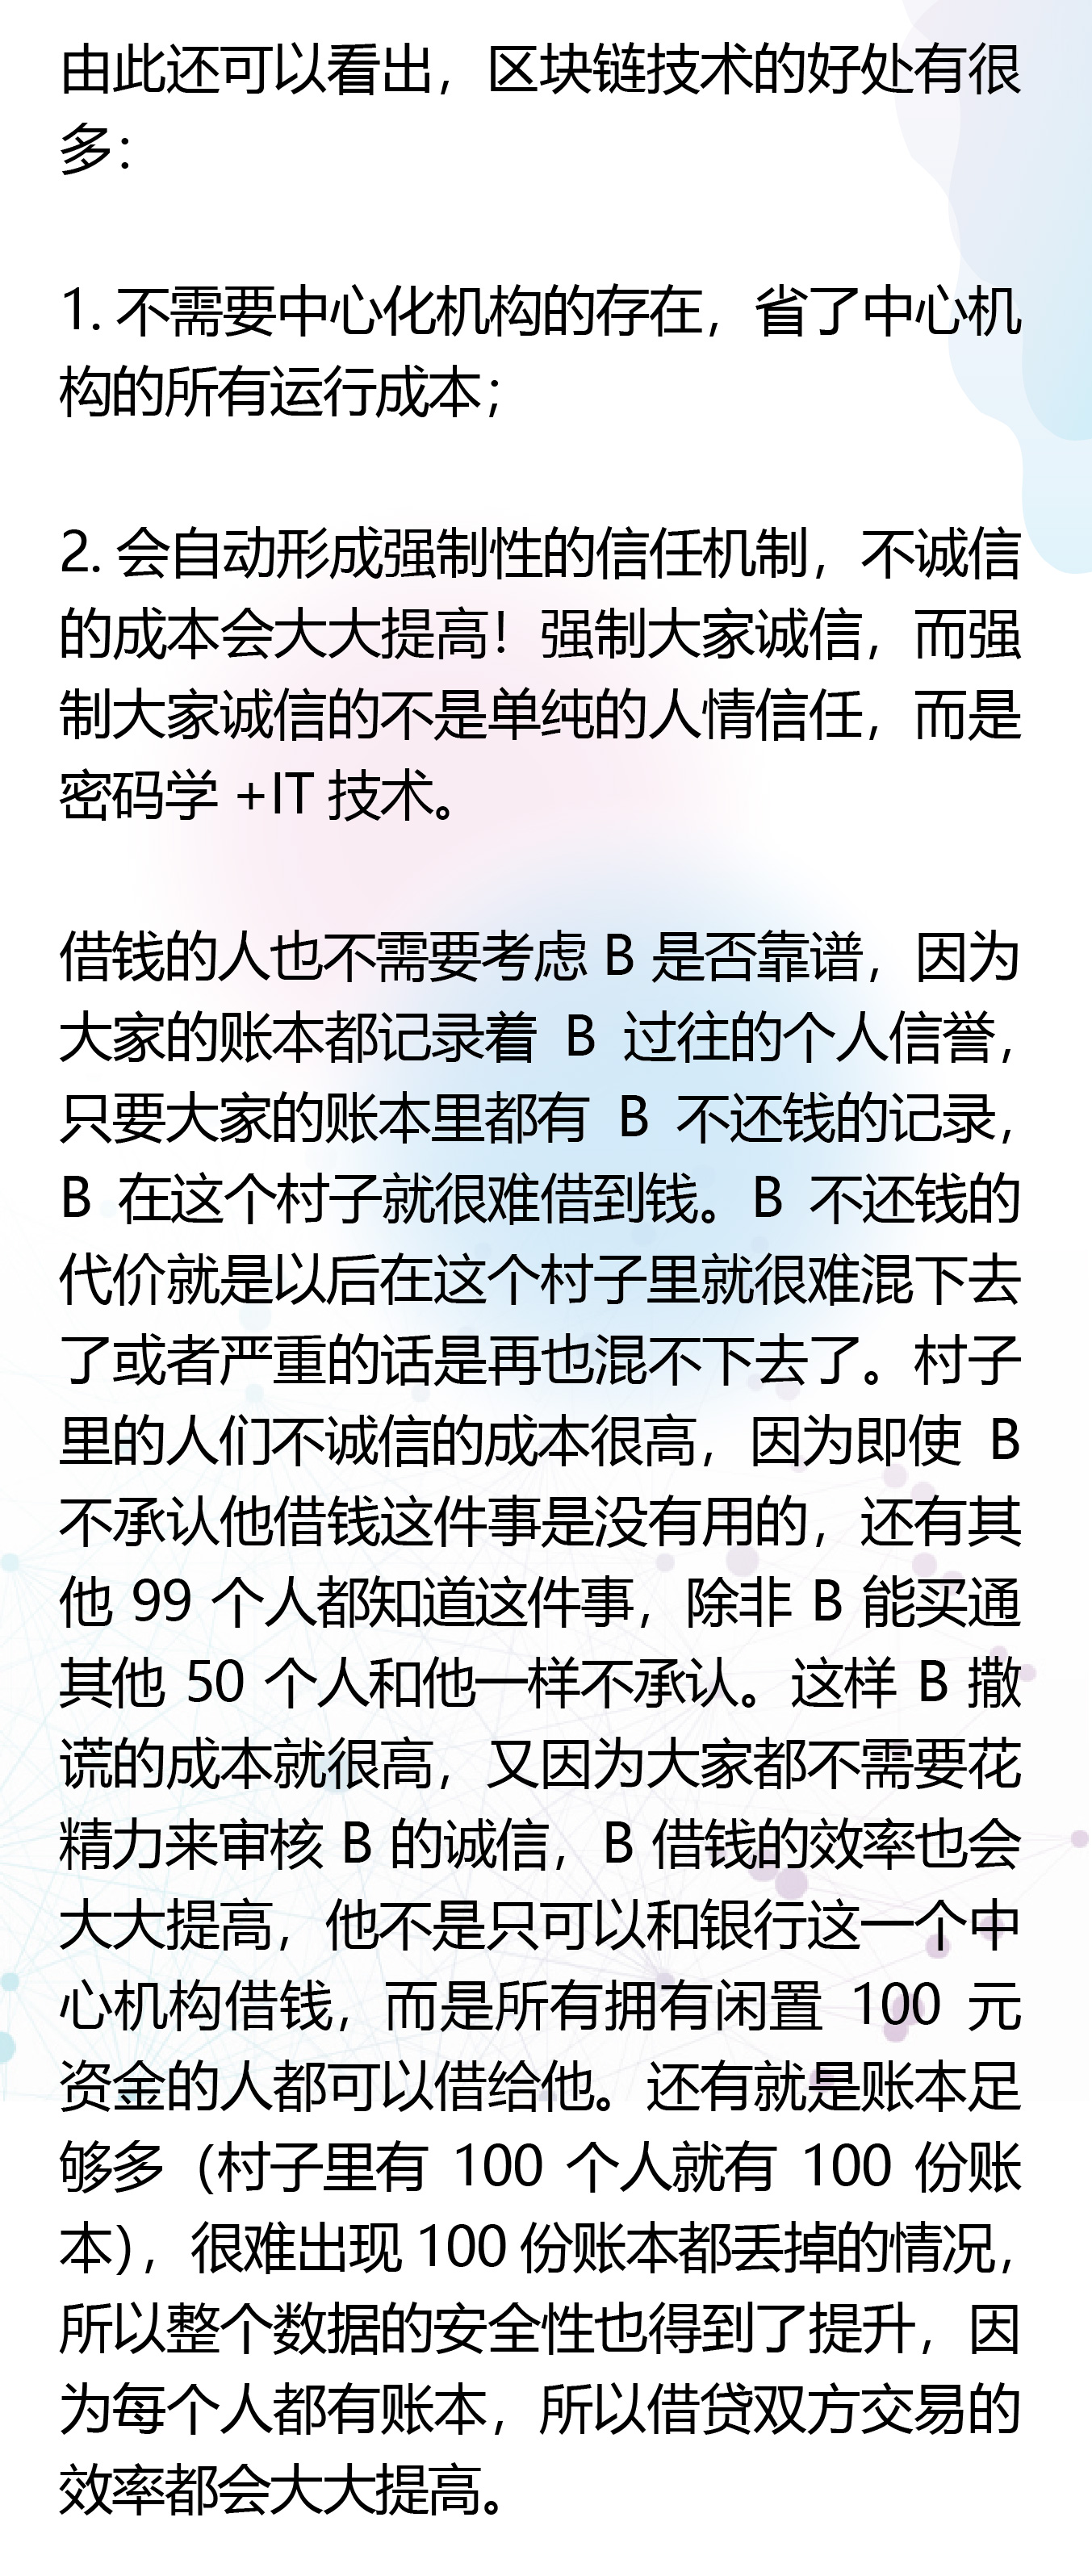 由此还可以看出，区块链技术的好处有很
多：
1. 不需要中心化机构的存在，省了中心机
构的所有运行成本；
2. 会自动形成强制性的信任机制，不诚信
的成本会大大提高！强制大家诚信，而强
制大家诚信的不是单纯的人情信任，而是
密码学 +IT 技术。
借钱的人也不需要考虑 B 是否靠谱，因为
大家的账本都记录着 B 过往的个人信誉，
只要大家的账本里都有 B 不还钱的记录，
B 在这个村子就很难借到钱。B 不还钱的
代价就是以后在这个村子里就很难混下去
了或者严重的话是再也混不下去了。村子
里的人们不诚信的成本很高，因为即使 B
不承认他借钱这件事是没有用的，还有其
他 99 个人都知道这件事，除非 B 能买通
其他 50 个人和他一样不承认。这样 B 撒
谎的成本就很高，又因为大家都不需要花
精力来审核 B 的诚信，B 借钱的效率也会
大大提高，他不是只可以和银行这一个中
心机构借钱，而是所有拥有闲置 100 元
资金的人都可以借给他。还有就是账本足
够多（村子里有 100 个人就有 100 份账
本），很难出现 100 份账本都丢掉的情况，
所以整个数据的安全性也得到了提升，因
为每个人都有账本，所以借贷双方交易的
效率都会大大提高。